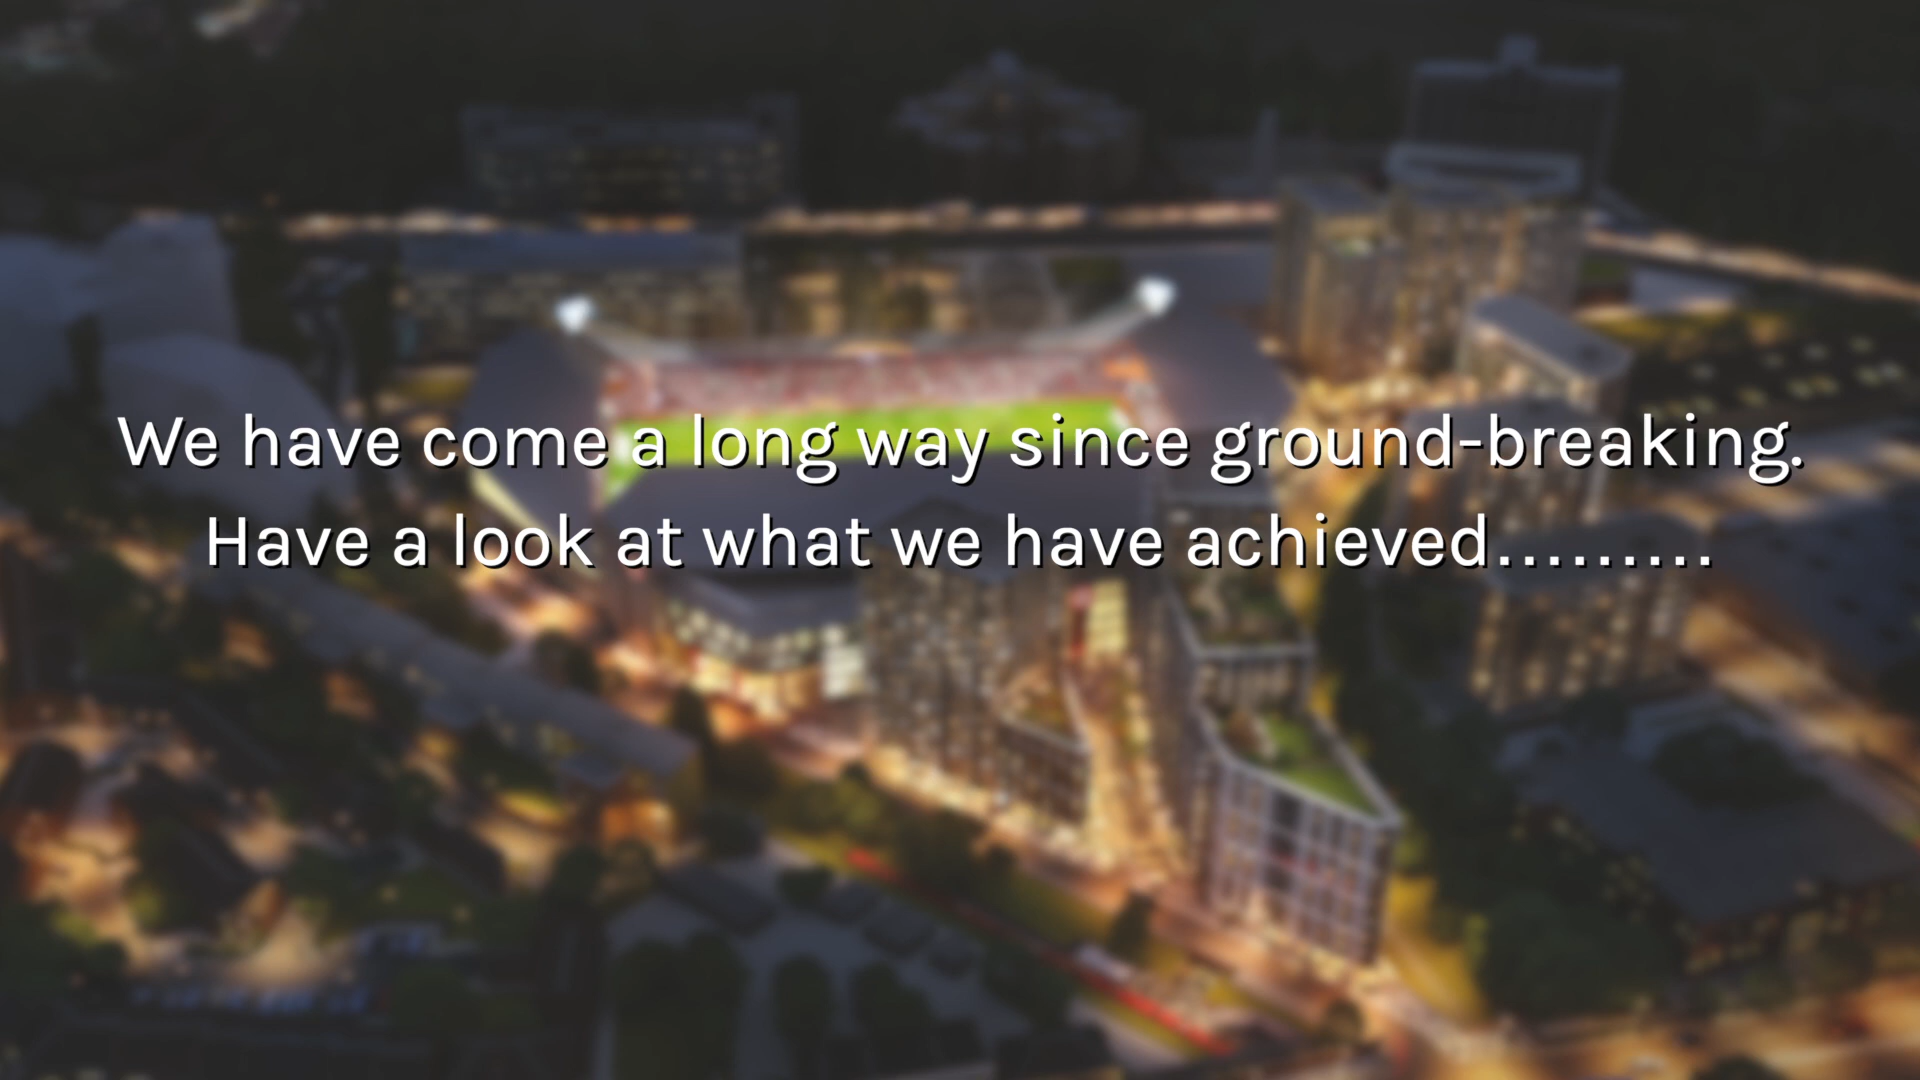 We have come a long way since ground-breaking.
Have a look at what we have achieved.........